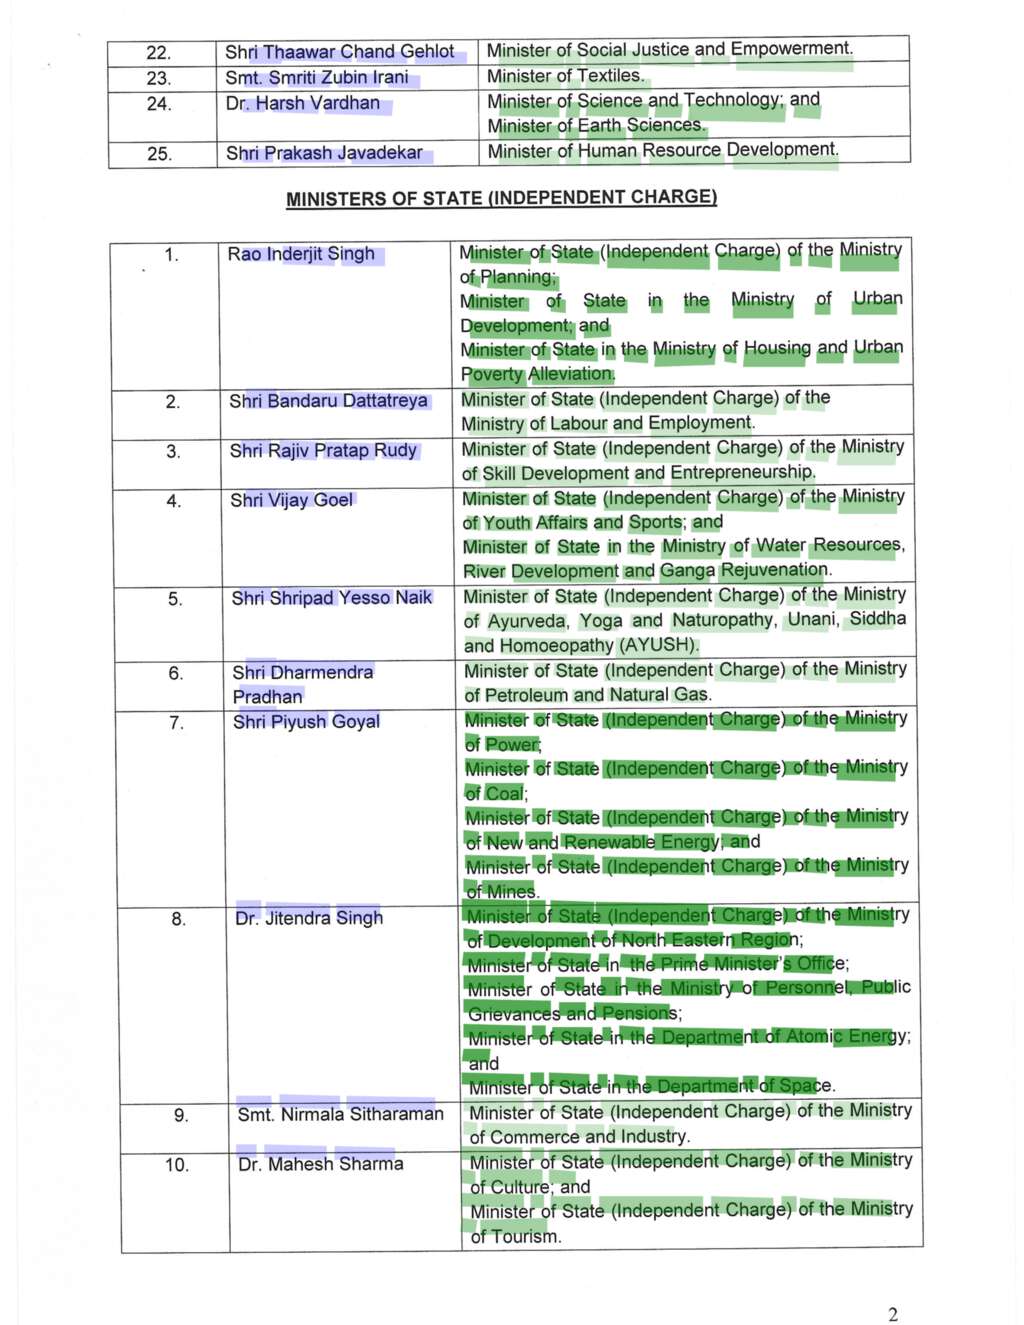 22. Shri Thaawar Chand Gehlot Minister of Social Justice and Empowerment.
23. Smt. Smriti Zubin Irani Minister of Textiles.
24. Dr. Harsh Vardhan Minister of Science and Technology; and
Minister of Earth Sciences.
25. Shri Prakash Javadekar Minister of Human Resource Development.
MINISTERS OF STATE (INDEPENDENT CHARGE)
1. Rao Inderjit Singh Minister of State (Independent Charge) of the Ministry
of Planning;
Minister of State in the Ministry of Urban
Development; and
Minister of State in the Ministry of Housing and Urban
Poverty Alleviation.
2. Shri Bandaru Dattatreya Minister of State (Independent Charge) of the
Ministry of Labour and Employment.
3. Shri Rajiv Pratap Rudy Minister of State (Independent Charge) of the Ministry
of Skill Development and Entrepreneurship.
4. Shri Vijay Goel Minister of State (Independent Charge) of the Ministry
of Youth Affairs and Sports; and
Minister of State in the Ministry of Water Resources,
River Development and Ganga Rejuvenation.
5. Shri Shripad Yesso Naik Minister of State (Independent Charge) of the Ministry
of Ayurveda, Yoga and Naturopathy, Unani, Siddha
and Homoeopathy (AYUSH).
6. Shri Dharmendra Minister of State (Independent Charge) of the Ministry
Pradhan of Petroleum and Natural Gas.
7. Shri Piyush Goyal Minister of State (Independent Charge) of the Ministry
of Power;
Minister of State (Independent Charge) of the Ministry
of Coal;
Minister of State (Independent Charge) of the Ministry
of New and Renewable Energy; and
Minister of State (Independent Charge) of the Ministry
of Mines.
8. Dr. Jitendra Singh Minister of State (Independent Charge) of the Ministry
of Development of North Eastern Region;
Minister of State in the Prime Minister's Office;
Minister of State in the Ministry of Personnel, Public
Grievances and Pensions;
Minister of State in the Department of Atomic Energy;
and
Minister of State in the Department of Space.
9. Smt. Nirmala Sitharaman Minister of State (Independent Charge) of the Ministry
of Commerce and Industry.
10. Dr. Mahesh Sharma Minister of State (Independent Charge) of the Ministry
of Culture; and
Minister of State (Independent Charge) of the Ministry
of Tourism.
2